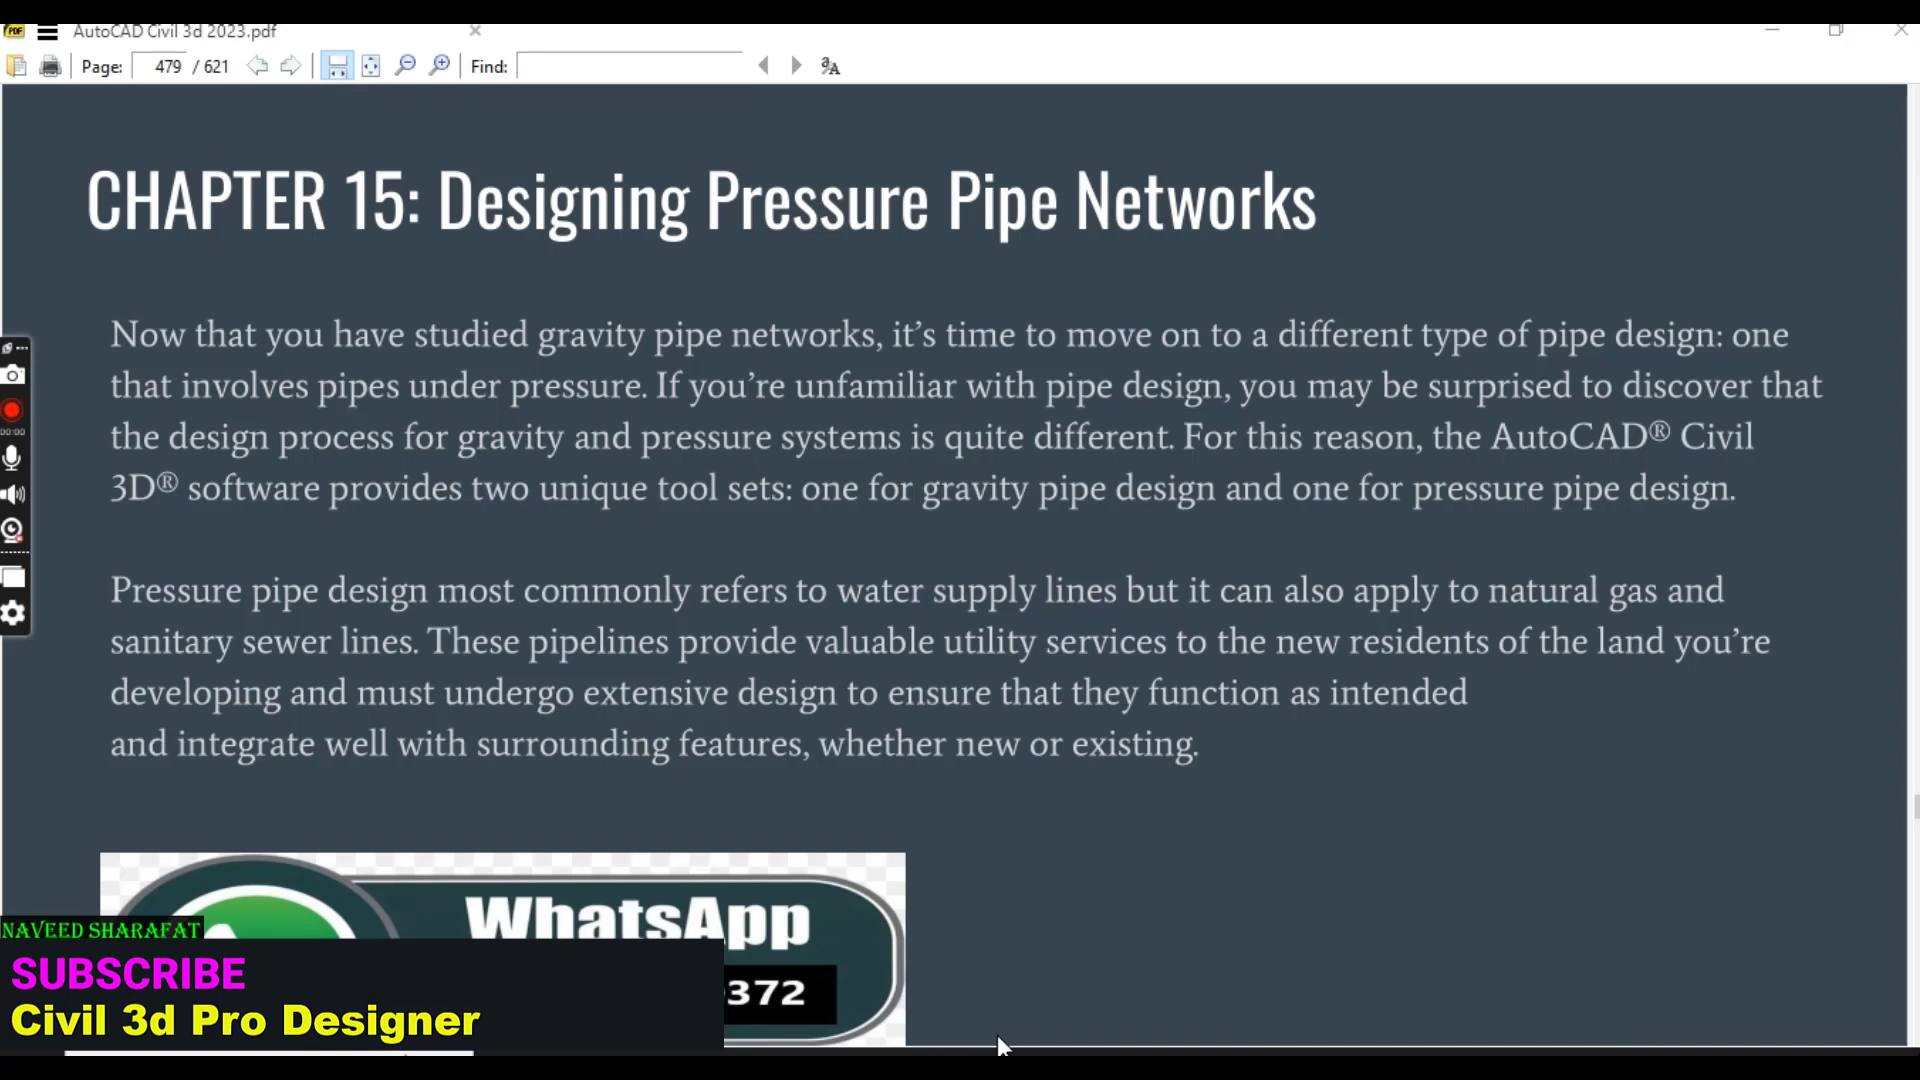 PDF
AutoCAD Civil 3d 2023.pdf
Page: 479 / 621
Find:
CHAPTER 15: Designing Pressure Pipe Networks
Now that you have studied gravity pipe networks, it’s time to move on to a different type of pipe design: one
that involves pipes under pressure. If you’re unfamiliar with pipe design, you may be surprised to discover that
the design process for gravity and pressure systems is quite different. For this reason, the AutoCAD® Civil
3D® software provides two unique tool sets: one for gravity pipe design and one for pressure pipe design.
Pressure pipe design most commonly refers to water supply lines but it can also apply to natural gas and
sanitary sewer lines. These pipelines provide valuable utility services to the new residents of the land you’re
developing and must undergo extensive design to ensure that they function as intended
and integrate well with surrounding features, whether new or existing.
00:00
WhatsApp
372
NAVEED SHARAFAT
SUBSCRIBE
Civil 3d Pro Designer